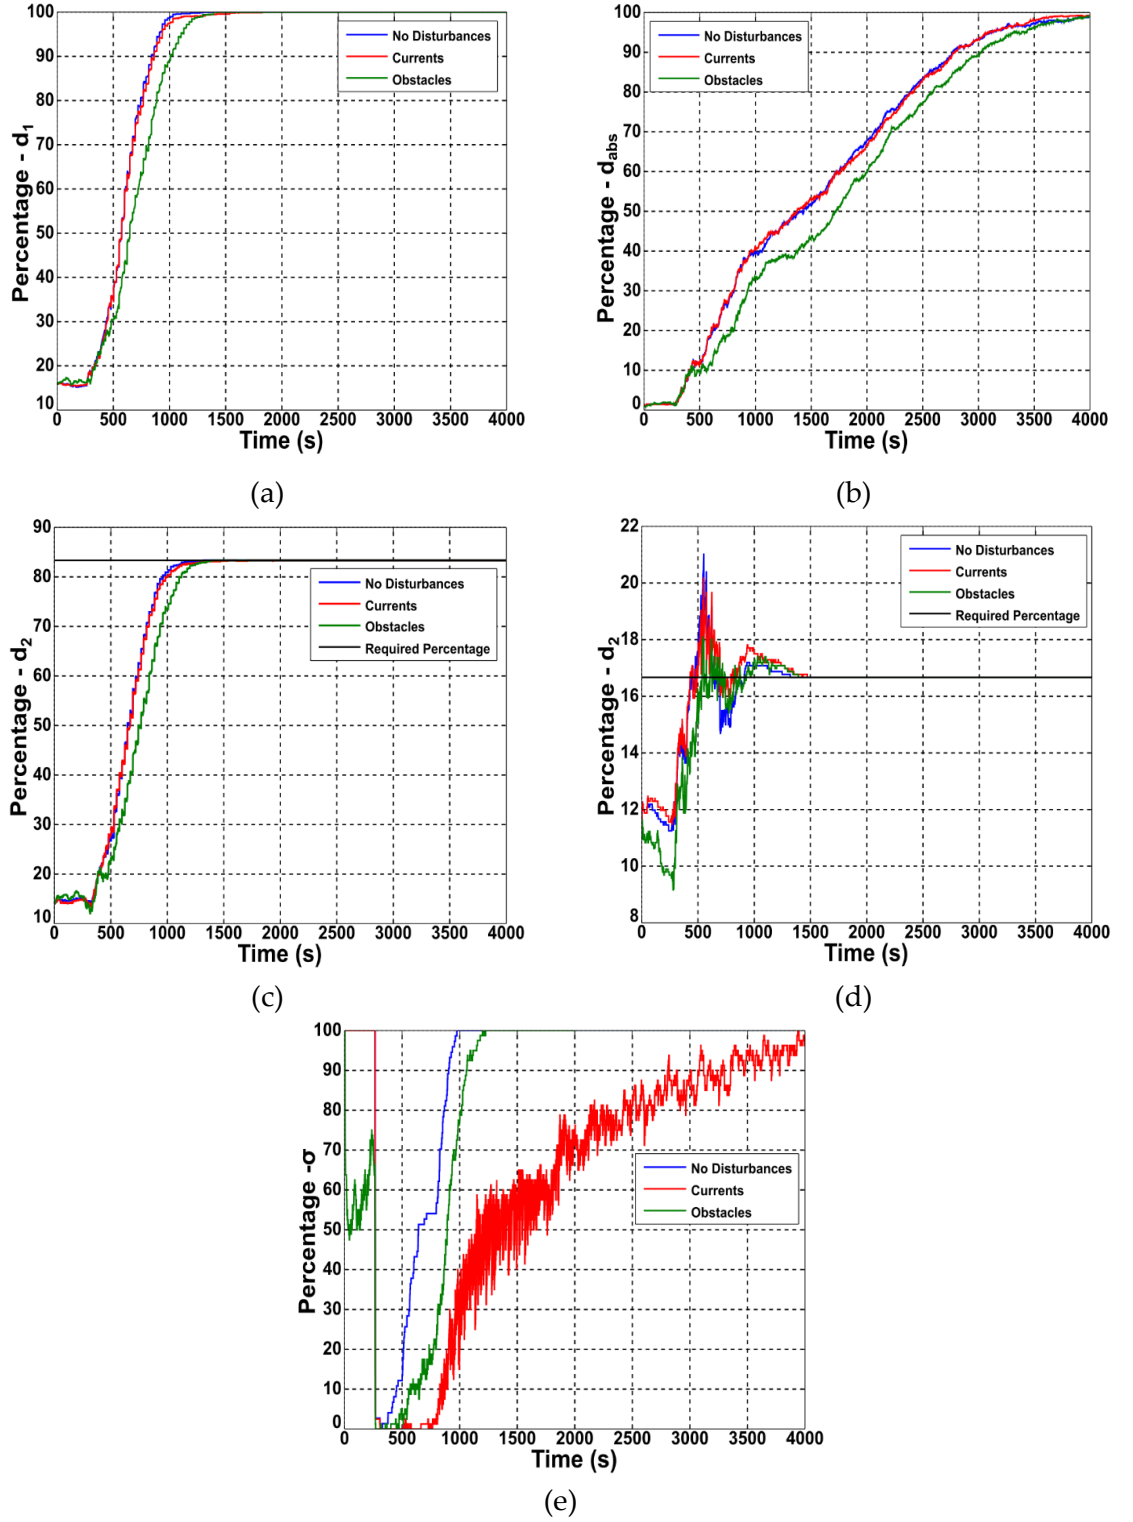 100
90
80
70
60
50
40
30
20
10
Percentage - d1
0 500 1000 1500 2000 2500 3000 3500 4000
Time (s)
No Disturbances
Currents
Obstacles
(a)
100
90
80
70
60
50
40
30
20
10
0
Percentage - dabs
0 500 1000 1500 2000 2500 3000 3500 4000
Time (s)
No Disturbances
Currents
Obstacles
(b)
90
80
70
60
50
40
30
20
10
Percentage - d2
0 500 1000 1500 2000 2500 3000 3500 4000
Time (s)
No Disturbances
Currents
Obstacles
Required Percentage
(c)
22
20
18
16
14
12
10
8
Percentage - d2
0 500 1000 1500 2000 2500 3000 3500 4000
Time (s)
No Disturbances
Currents
Obstacles
Required Percentage
(d)
100
90
80
70
60
50
40
30
20
10
0
Percentage -σ
0 500 1000 1500 2000 2500 3000 3500 4000
Time (s)
No Disturbances
Currents
Obstacles
(e)